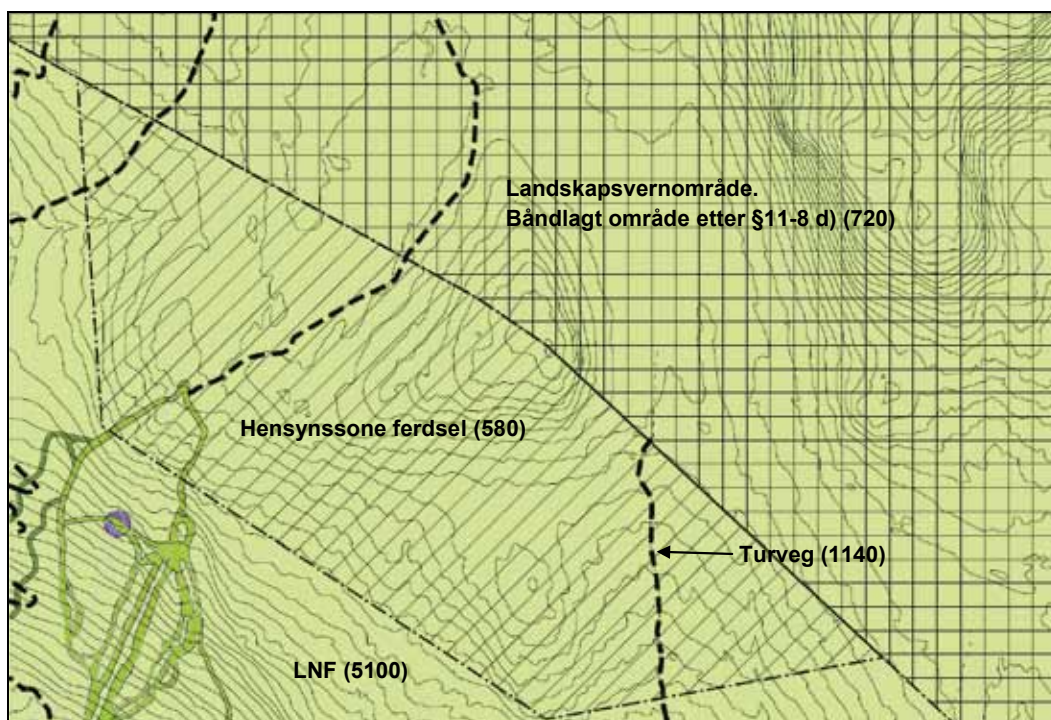 Landskapsvernområde.
Båndlagt område etter §11-8 d) (720)
Hensynssone ferdsel (580)
Turveg (1140)
LNF (5100)